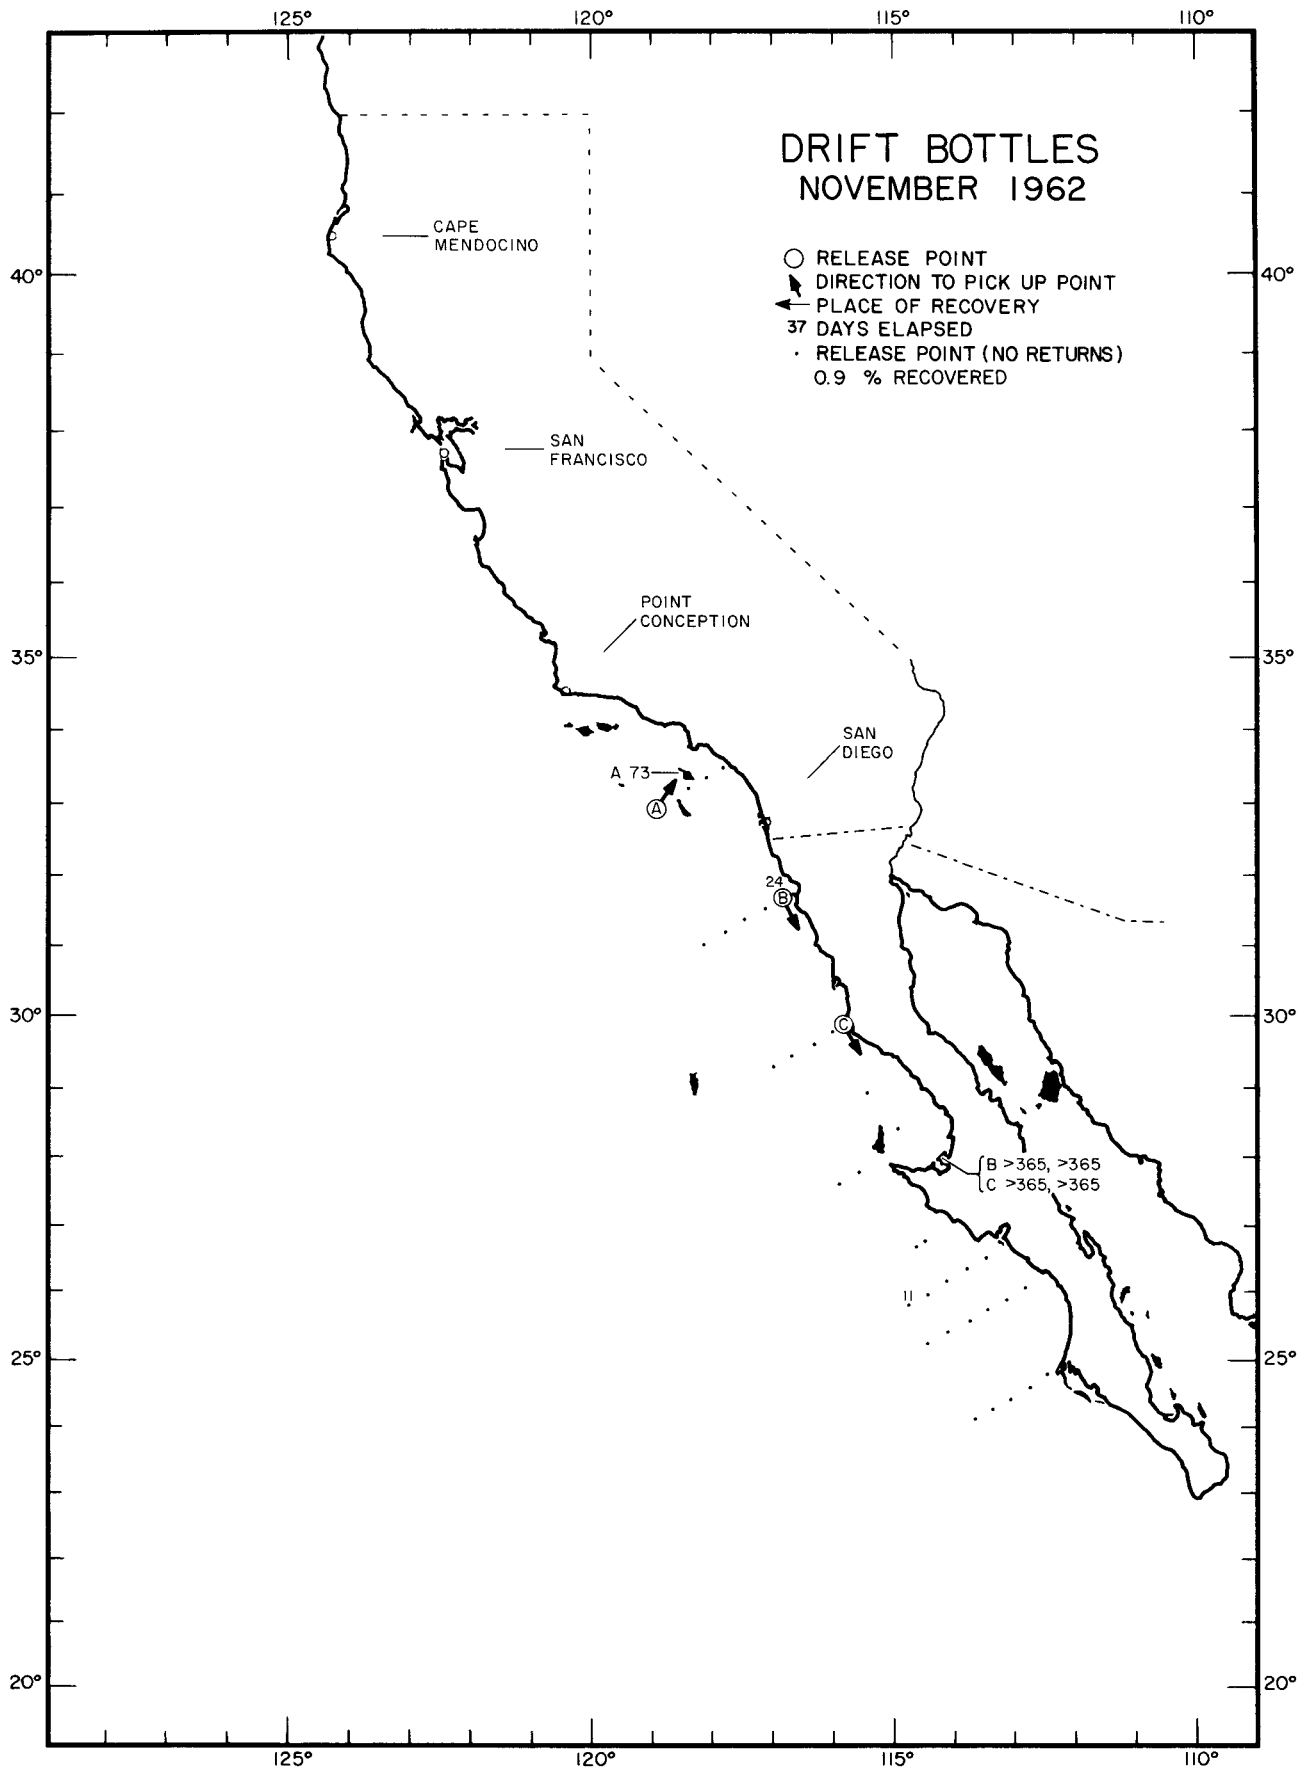 125° 120° 115° 110°
DRIFT BOTTLES
NOVEMBER 1962
RELEASE POINT
DIRECTION TO PICK UP POINT
PLACE OF RECOVERY
37 DAYS ELAPSED
RELEASE POINT (NO RETURNS)
0.9 % RECOVERED
CAPE
MENDOCINO
40° 40°
SAN
FRANCISCO
POINT
CONCEPTION
35° 35°
SAN
DIEGO
A 73
A
24
B
30° 30°
C
B >365, >365
C >365, >365
11
25° 25°
20° 20°
125° 120° 115° 110°